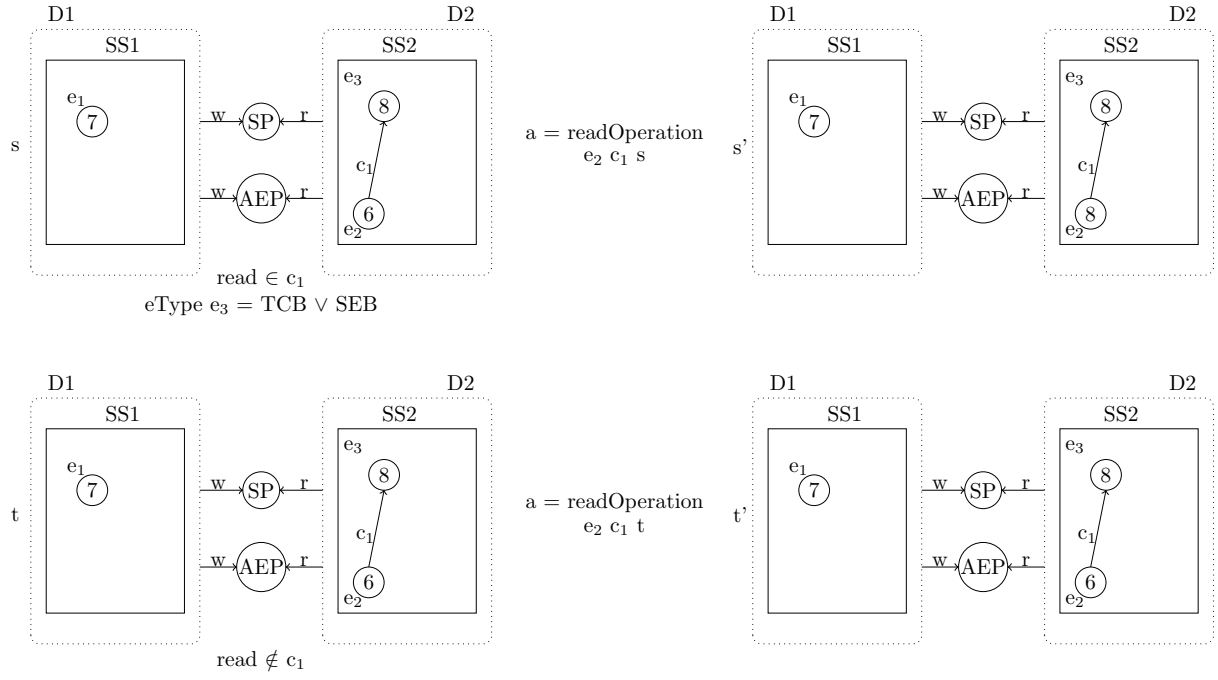 D1 D2 D1 D2
SS1 SS2 SS1 SS2
e₃ e₃
e₁ 8 e₁ 8
7 w SP r a = readOperation 7 w SP r
s c₁ e₂ c₁ s s' c₁
w AEP r w AEP r
6 8
e₂ e₂
read ∈ c₁
eType e₃ = TCB ∨ SEB
D1 D2 D1 D2
SS1 SS2 SS1 SS2
e₃ e₃
e₁ 8 e₁ 8
7 w SP r a = readOperation 7 w SP r
t c₁ e₂ c₁ t t' c₁
w AEP r w AEP r
6 6
e₂ e₂
read ∉ c₁